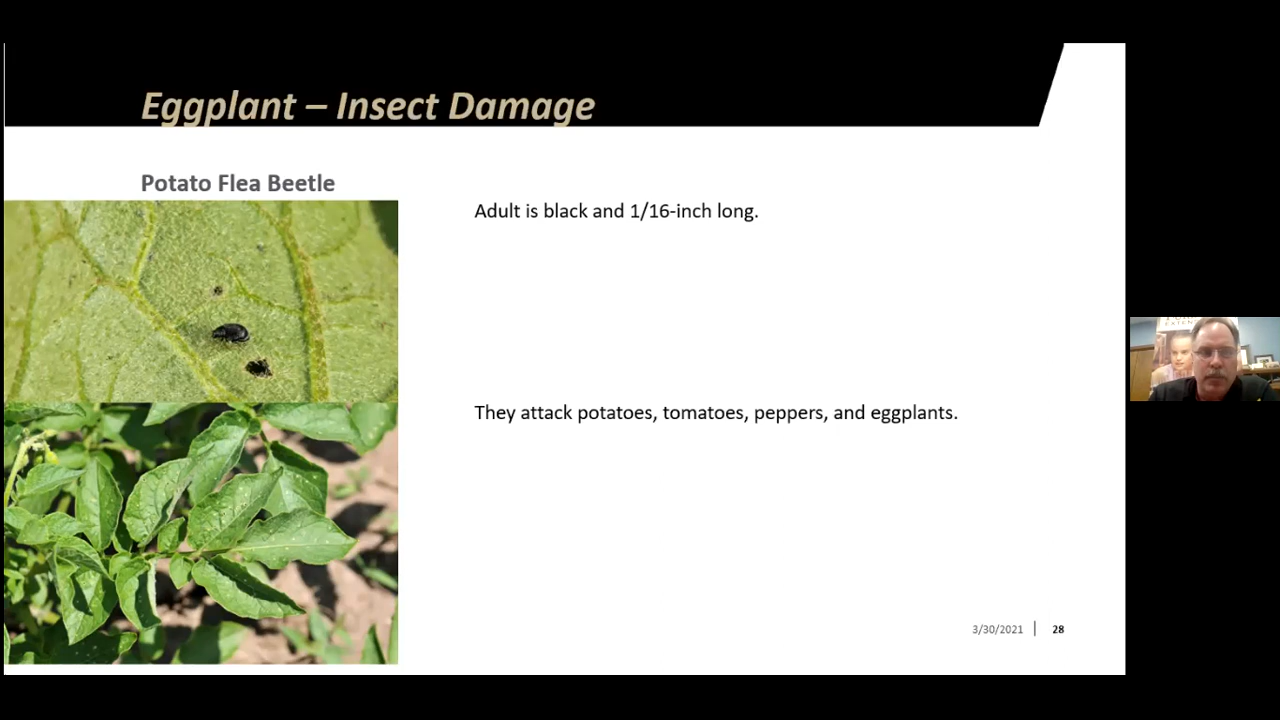 Eggplant – Insect Damage
Potato Flea Beetle
Adult is black and 1/16-inch long.
They attack potatoes, tomatoes, peppers, and eggplants.
3/30/2021 | 28